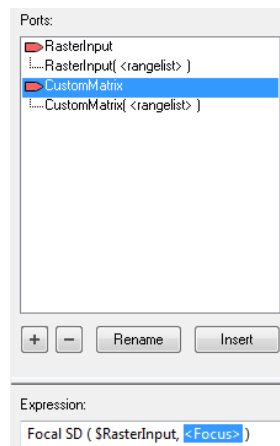 Ports:
RasterInput
RasterInput( <rangelist> )
CustomMatrix
CustomMatrix( <rangelist> )
+ − Rename Insert
Expression:
Focal SD ( $RasterInput, <Focus> )